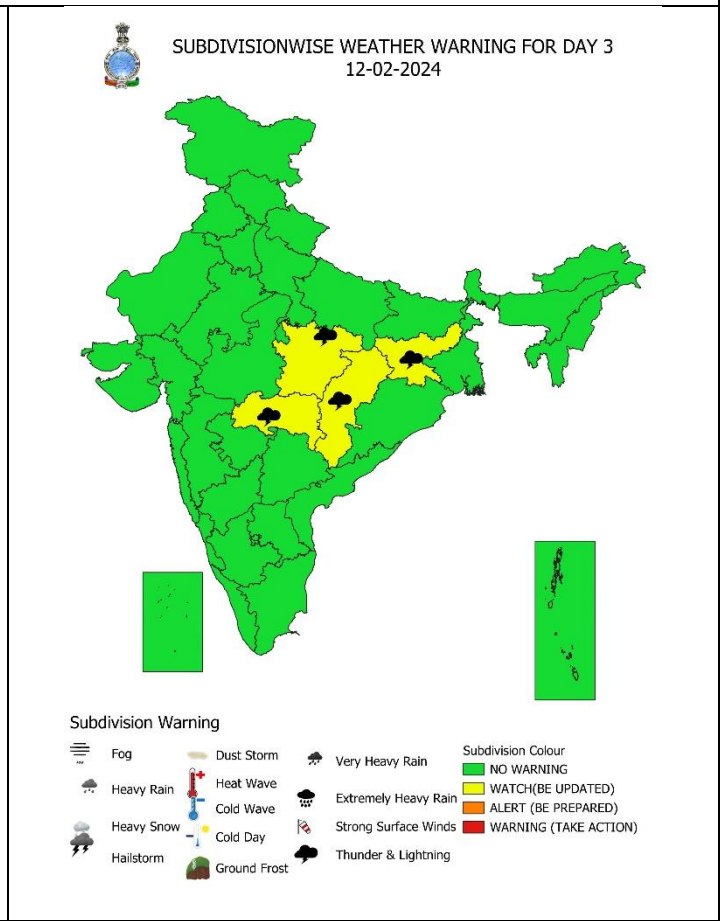 SUBDIVISIONWISE WEATHER WARNING FOR DAY 3
12-02-2024
Subdivision Warning
Fog
Heavy Rain
Heavy Snow
Hailstorm
Dust Storm
Heat Wave
Cold Wave
Cold Day
Ground Frost
Very Heavy Rain
Extremely Heavy Rain
Strong Surface Winds
Thunder & Lightning
Subdivision Colour
NO WARNING
WATCH(BE UPDATED)
ALERT (BE PREPARED)
WARNING (TAKE ACTION)